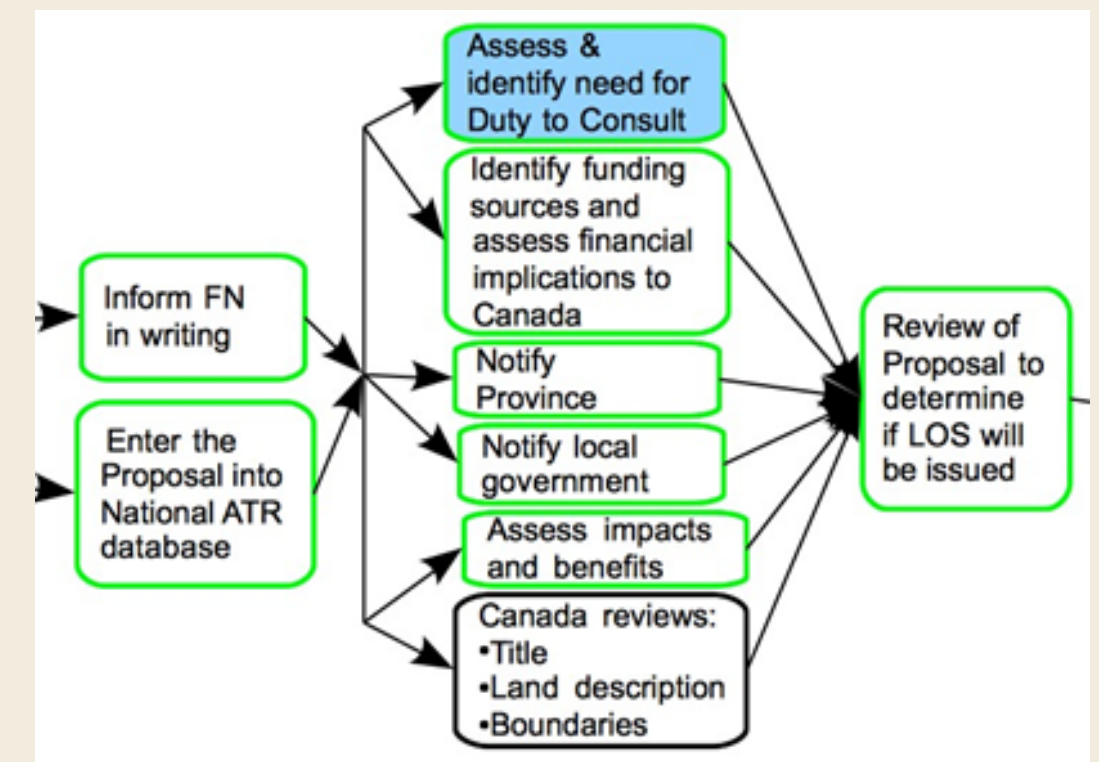 Inform FN
in writing
Enter the
Proposal into
National ATR
database
Assess &
identify need for
Duty to Consult
Identify funding
sources and
assess financial
implications to
Canada
Notify
Province
Notify local
government
Assess impacts
and benefits
Canada reviews:
•Title
•Land description
•Boundaries
Review of
Proposal to
determine
if LOS will
be issued